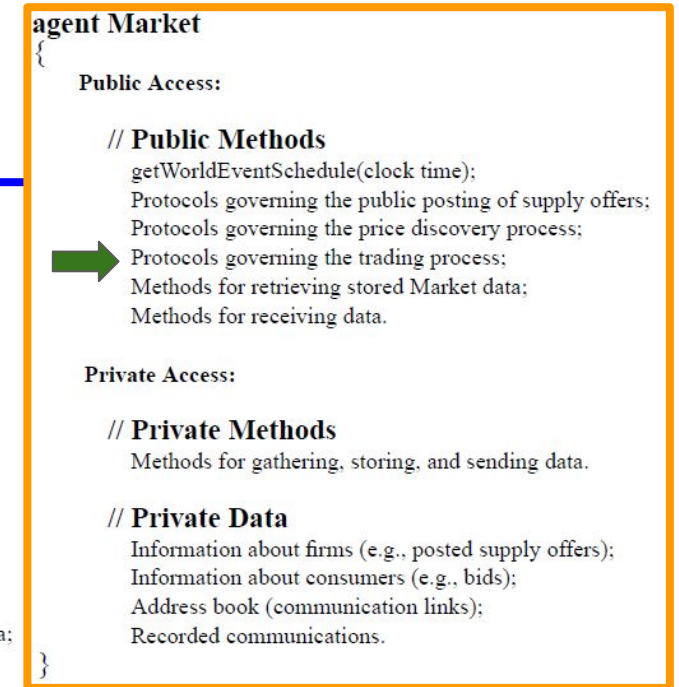 agent Market
{
Public Access:
// Public Methods
getWorldEventSchedule(clock time);
Protocols governing the public posting of supply offers;
Protocols governing the price discovery process;
Protocols governing the trading process;
Methods for retrieving stored Market data;
Methods for receiving data.
Private Access:
// Private Methods
Methods for gathering, storing, and sending data.
// Private Data
Information about firms (e.g., posted supply offers);
Information about consumers (e.g., bids);
Address book (communication links);
Recorded communications.
}